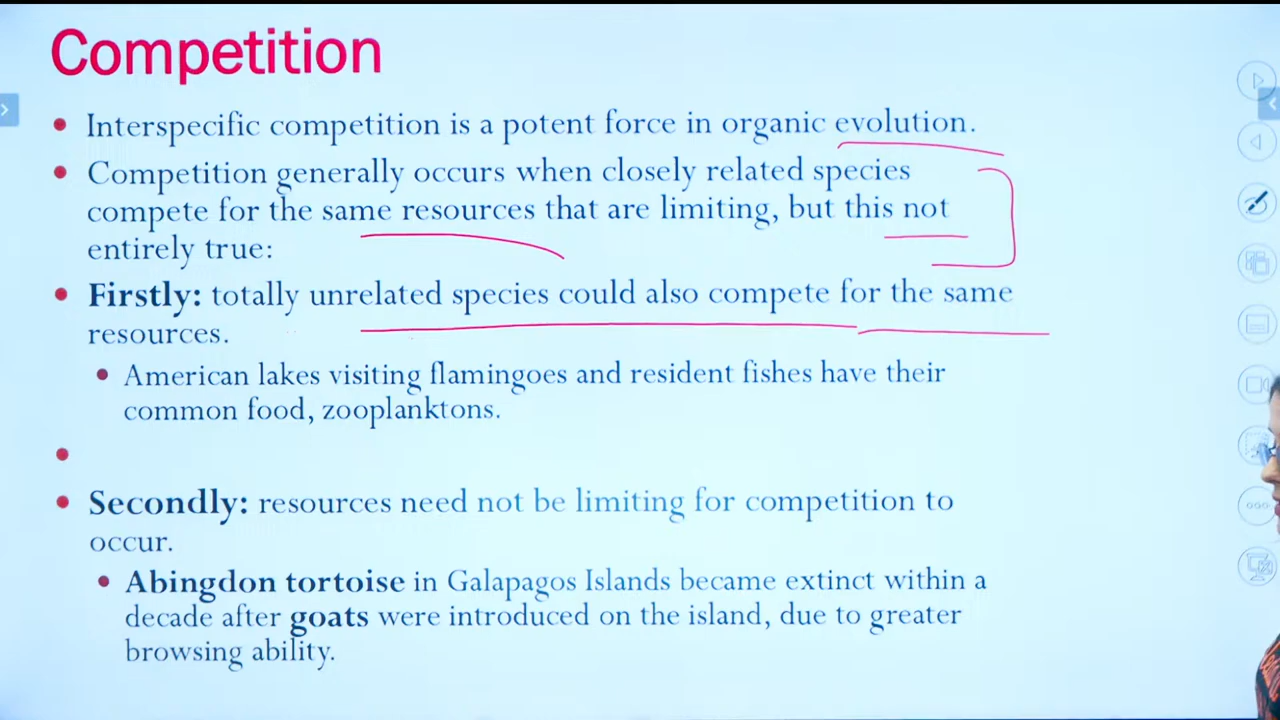 Competition
Interspecific competition is a potent force in organic evolution.
Competition generally occurs when closely related species
compete for the same resources that are limiting, but this not
entirely true:
Firstly: totally unrelated species could also compete for the same
resources.
American lakes visiting flamingoes and resident fishes have their
common food, zooplanktons.
Secondly: resources need not be limiting for competition to
occur.
Abingdon tortoise in Galapagos Islands became extinct within a
decade after goats were introduced on the island, due to greater
browsing ability.